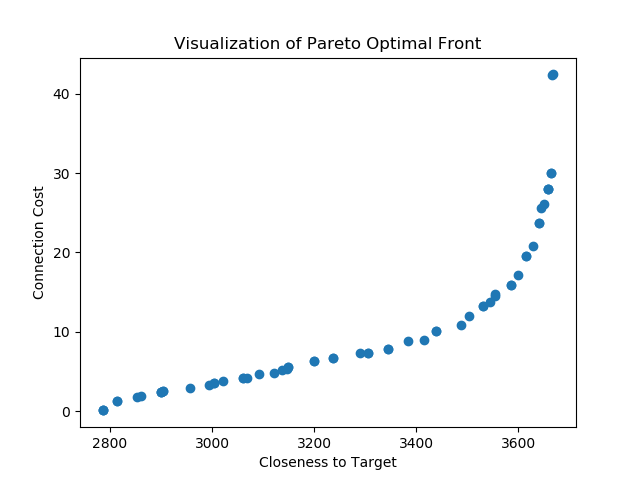 Visualization of Pareto Optimal Front
40
30
20
10
0
Connection Cost
2800 3000 3200 3400 3600
Closeness to Target